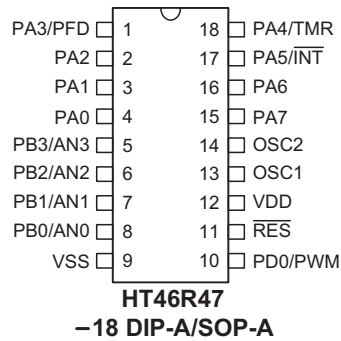 PA3/PFD 1 18 PA4/TMR
PA2 2 17 PA5/INT
PA1 3 16 PA6
PA0 4 15 PA7
PB3/AN3 5 14 OSC2
PB2/AN2 6 13 OSC1
PB1/AN1 7 12 VDD
PB0/AN0 8 11 RES
VSS 9 10 PD0/PWM
HT46R47
–18 DIP-A/SOP-A